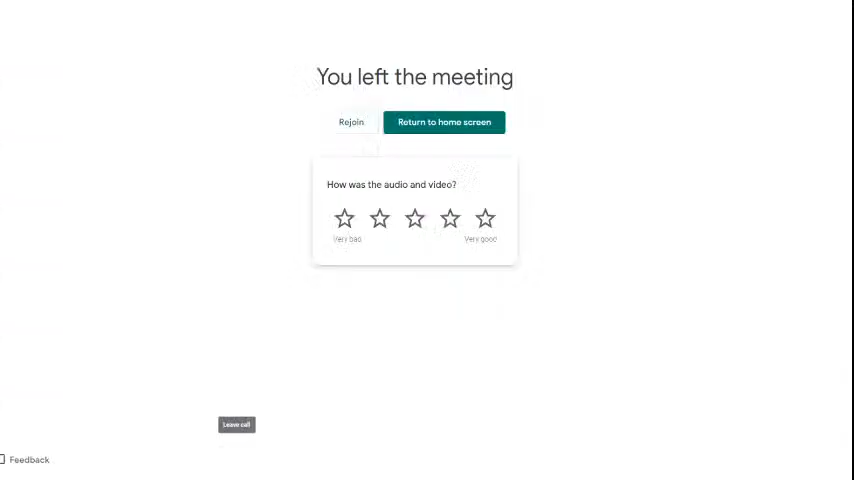 You left the meeting
Rejoin
Return to home screen
How was the audio and video?
Very bad
Very good
Leave call
Feedback